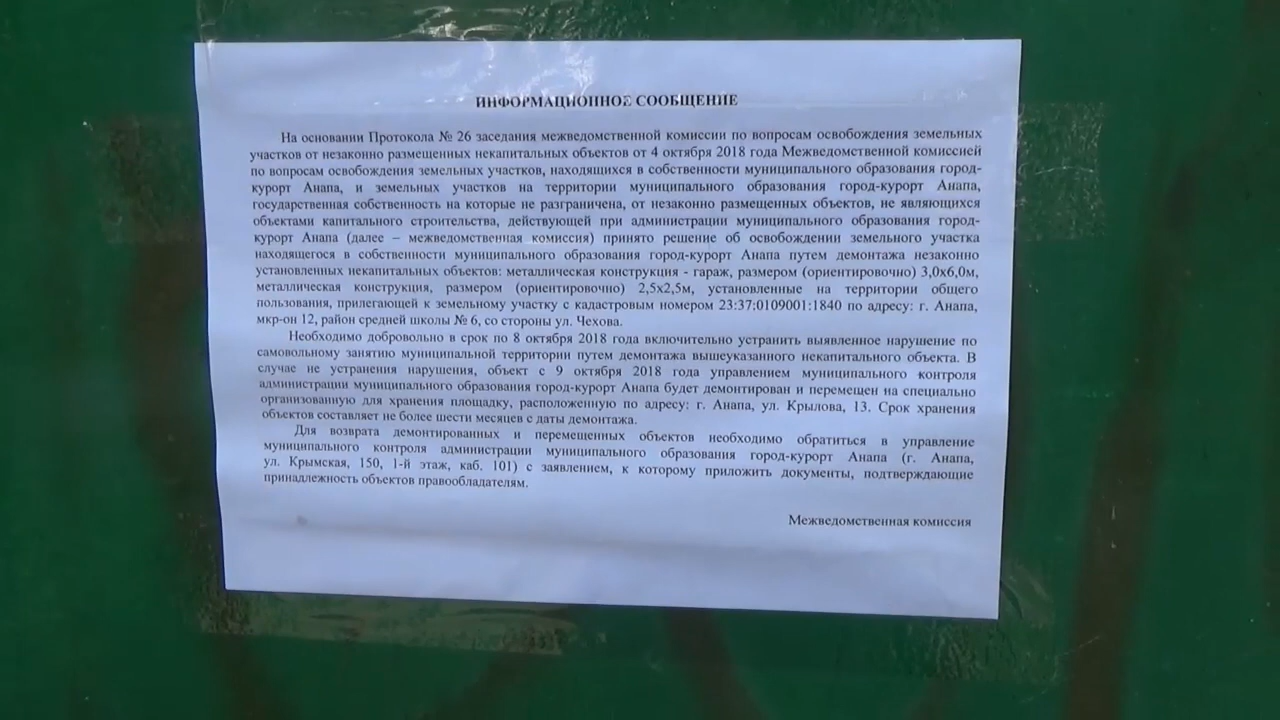 ИНФОРМАЦИОННОЕ СООБЩЕНИЕ
На основании Протокола № 26 заседания межведомственной комиссии по вопросам освобождения земельных
участков от незаконно размещенных некапитальных объектов от 4 октября 2018 года Межведомственной комиссией
по вопросам освобождения земельных участков, находящихся в собственности муниципального образования город-
курорт Анапа, и земельных участков на территории муниципального образования город-курорт Анапа,
государственная собственность на которые не разграничена, от незаконно размещенных объектов, не являющихся
объектами капитального строительства, действующей при администрации муниципального образования город-
курорт Анапа (далее – межведомственная комиссия) принято решение об освобождении земельного участка
находящегося в собственности муниципального образования город-курорт Анапа путем демонтажа незаконно
установленных некапитальных объектов: металлическая конструкция - гараж, размером (ориентировочно) 3,0х6,0м,
металлическая конструкция, размером (ориентировочно) 2,5х2,5м, установленные на территории общего
пользования, прилегающей к земельному участку с кадастровым номером 23:37:0109001:1840 по адресу: г. Анапа,
мкр-он 12, район средней школы № 6, со стороны ул. Чехова.
Необходимо добровольно в срок по 8 октября 2018 года включительно устранить выявленное нарушение по
самовольному занятию муниципальной территории путем демонтажа вышеуказанного некапитального объекта. В
случае не устранения нарушения, объект с 9 октября 2018 года управлением муниципального контроля
администрации муниципального образования город-курорт Анапа будет демонтирован и перемещен на специально
организованную для хранения площадку, расположенную по адресу: г. Анапа, ул. Крылова, 13. Срок хранения
объектов составляет не более шести месяцев с даты демонтажа.
Для возврата демонтированных и перемещенных объектов необходимо обратиться в управление
муниципального контроля администрации муниципального образования город-курорт Анапа (г. Анапа,
ул. Крымская, 150, 1-й этаж, каб. 101) с заявлением, к которому приложить документы, подтверждающие
принадлежность объектов правообладателям.
Межведомственная комиссия